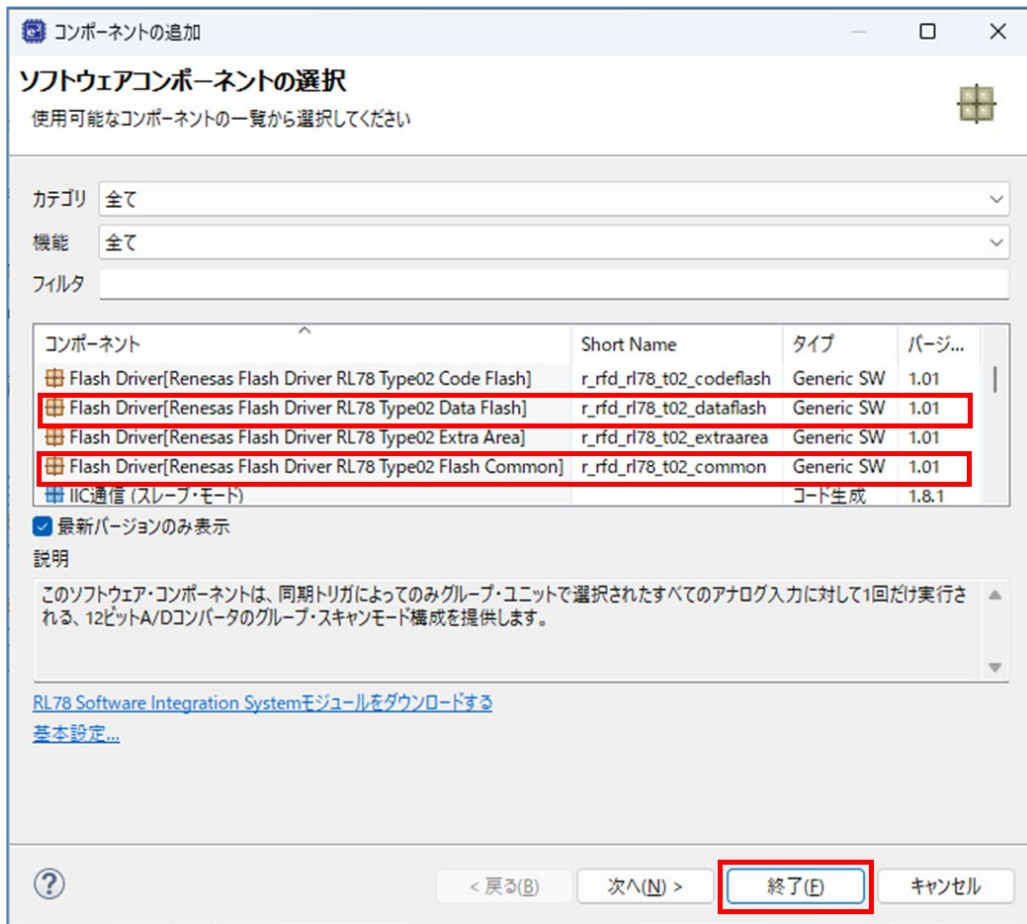 コンポーネントの追加
ソフトウェアコンポーネントの選択
使用可能なコンポーネントの一覧から選択してください
カテゴリ 全て
機能 全て
フィルタ
コンポーネント Short Name タイプ バージ...
Flash Driver[Renesas Flash Driver RL78 Type02 Code Flash] r_rfd_rl78_t02_codeflash Generic SW 1.01
Flash Driver[Renesas Flash Driver RL78 Type02 Data Flash] r_rfd_rl78_t02_dataflash Generic SW 1.01
Flash Driver[Renesas Flash Driver RL78 Type02 Extra Area] r_rfd_rl78_t02_extraarea Generic SW 1.01
Flash Driver[Renesas Flash Driver RL78 Type02 Flash Common] r_rfd_rl78_t02_common Generic SW 1.01
IIC通信 (スレーブ・モード) コード生成 1.8.1
最新バージョンのみ表示
説明
このソフトウェア・コンポーネントは、同期トリガによってのみグループ・ユニットで選択されたすべてのアナログ入力に対して1回だけ実行さ
れる、12ビットA/Dコンバータのグループ・スキャンモード構成を提供します。
RL78 Software Integration Systemモジュールをダウンロードする
基本設定...
? < 戻る(B) 次へ(N) > 終了(F) キャンセル